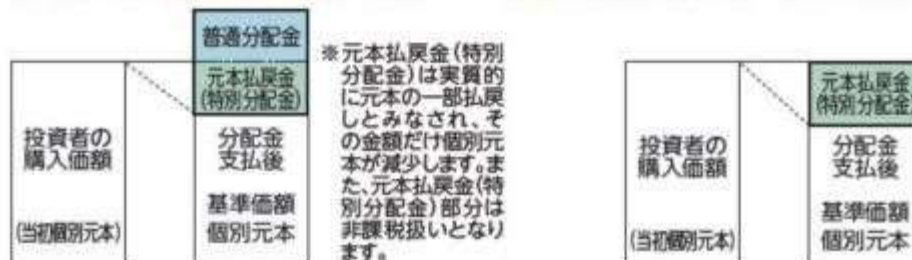 普通分配金
元本払戻金
(特別分配金)
投資者の
購入価額
(当初個別元本)
分配金
支払後
基準価額
個別元本
※元本払戻金(特別
分配金)は実質的
に元本の一部払戻
しとみなされ、そ
の金額だけ個別元
本が減少します。ま
た、元本払戻金(特
別分配金)部分は
非課税扱いとなり
ます。
元本払戻金
(特別分配金)
投資者の
購入価額
(当初個別元本)
分配金
支払後
基準価額
個別元本